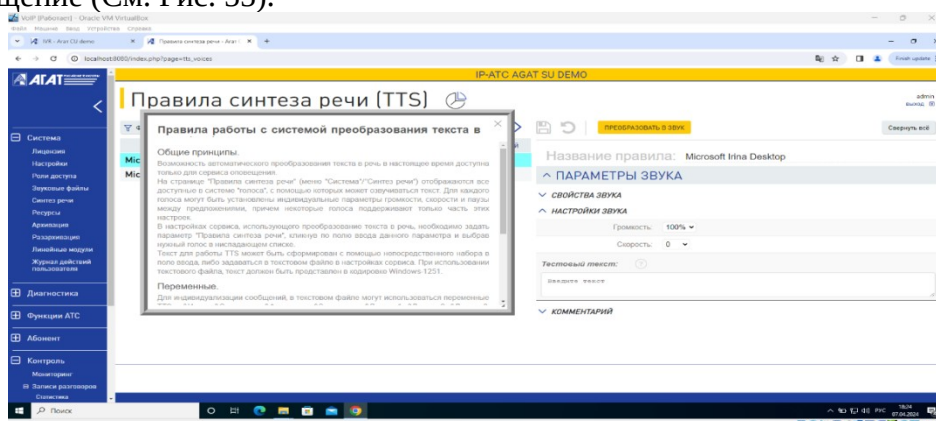 щение (См. Рис. 33).
VoIP [Работает] - Oracle VM VirtualBox
Файл Машина Ввод Устройства Справка
IVR - Агат CU demo
Правила синтеза речи - Агат C
localhost:8080/index.php?page=tts_voices
Finish update
IP-ATC AGAT SU DEMO
АГАТ
Правила синтеза речи (TTS)
admin
выход
ПРЕОБРАЗОВАТЬ В ЗВУК
Свернуть всё
Система
Лицензия
Настройки
Роли доступа
Звуковые файлы
Синтез речи
Ресурсы
Архивация
Разархивация
Линейные модули
Журнал действий
пользователя
Диагностика
Функции АТС
Абонент
Контроль
Мониторинг
Записи разговоров
Статистика
Mic
Mic
Правила работы с системой преобразования текста в
Общие принципы.
Возможность автоматического преобразования текста в речь в настоящее время доступна
только для сервиса оповещения.
На странице "Правила синтеза речи" (меню "Система"/"Синтез речи") отображаются все
доступные в системе "голоса", с помощью которых может озвучиваться текст. Для каждого
голоса могут быть установлены индивидуальные параметры громкости, скорости и паузы
между предложениями, причем некоторые голоса поддерживают только часть этих
настроек.
В настройках сервиса, использующего преобразование текста в речь, необходимо задать
параметр "Правила синтеза речи", кликнув по полю ввода данного параметра и выбрав
нужный голос в ниспадающем списке.
Текст для работы TTS может быть сформирован с помощью непосредственного набора в
поле ввода, либо задаваться в текстовом файле в настройках сервиса. При использовании
текстового файла, текст должен быть представлен в кодировке Windows 1251.
Переменные.
Для индивидуализации сообщений, в текстовом файле могут использоваться переменные
Название правила: Microsoft Irina Desktop
ПАРАМЕТРЫ ЗВУКА
СВОЙСТВА ЗВУКА
НАСТРОЙКИ ЗВУКА
Громкость: 100%
Скорость: 0
Тестовый текст: ?
Введите текст
КОММЕНТАРИЙ
Поиск
РУС
16:24
07.04.2024